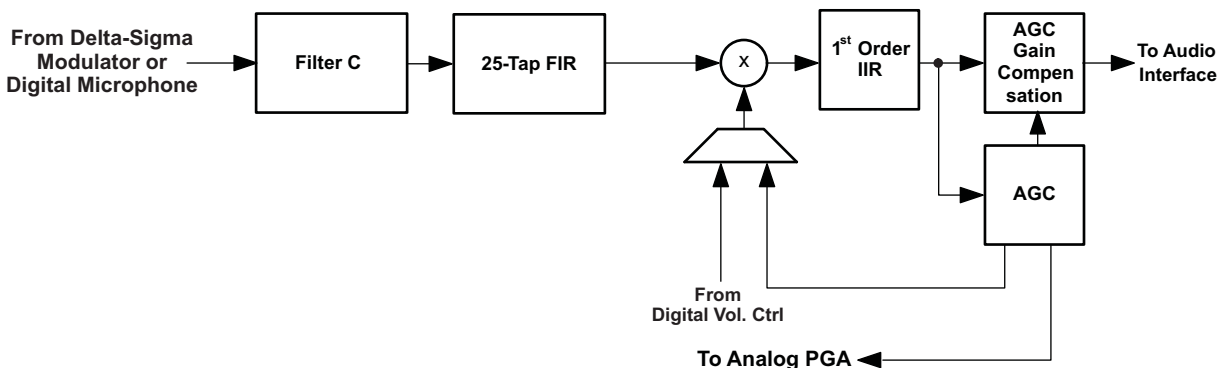 From Delta-Sigma
Modulator or
Digital Microphone
Filter C
25-Tap FIR
x
1st Order
IIR
AGC
Gain
Compen
sation
To Audio
Interface
AGC
From
Digital Vol. Ctrl
To Analog PGA